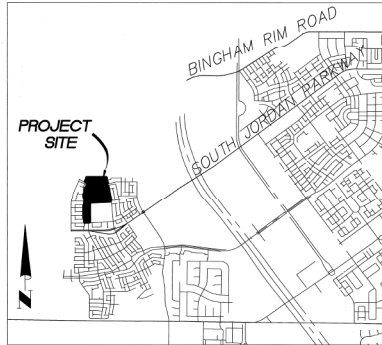 BINGHAM RIM ROAD
SOUTH JORDAN PARKWAY
PROJECT
SITE
N